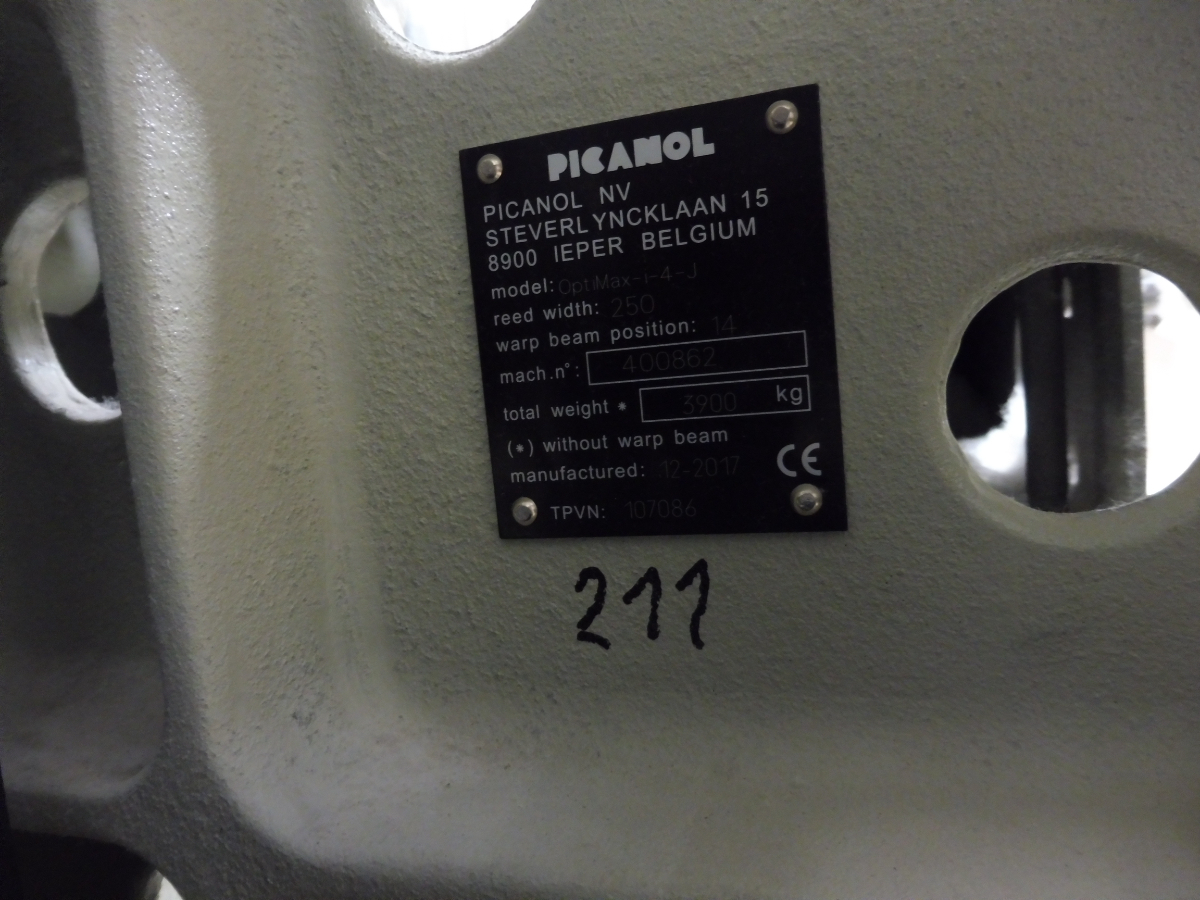 PICANOL
PICANOL NV
STEVERLYNCKLAAN 15
8900 IEPER BELGIUM
model: OptiMax-i-4-J
reed width: 250
warp beam position: 14
mach.n°: 400862
total weight * 3900 kg
(*) without warp beam
manufactured: 12-2017 CE
TPVN: 107086
211